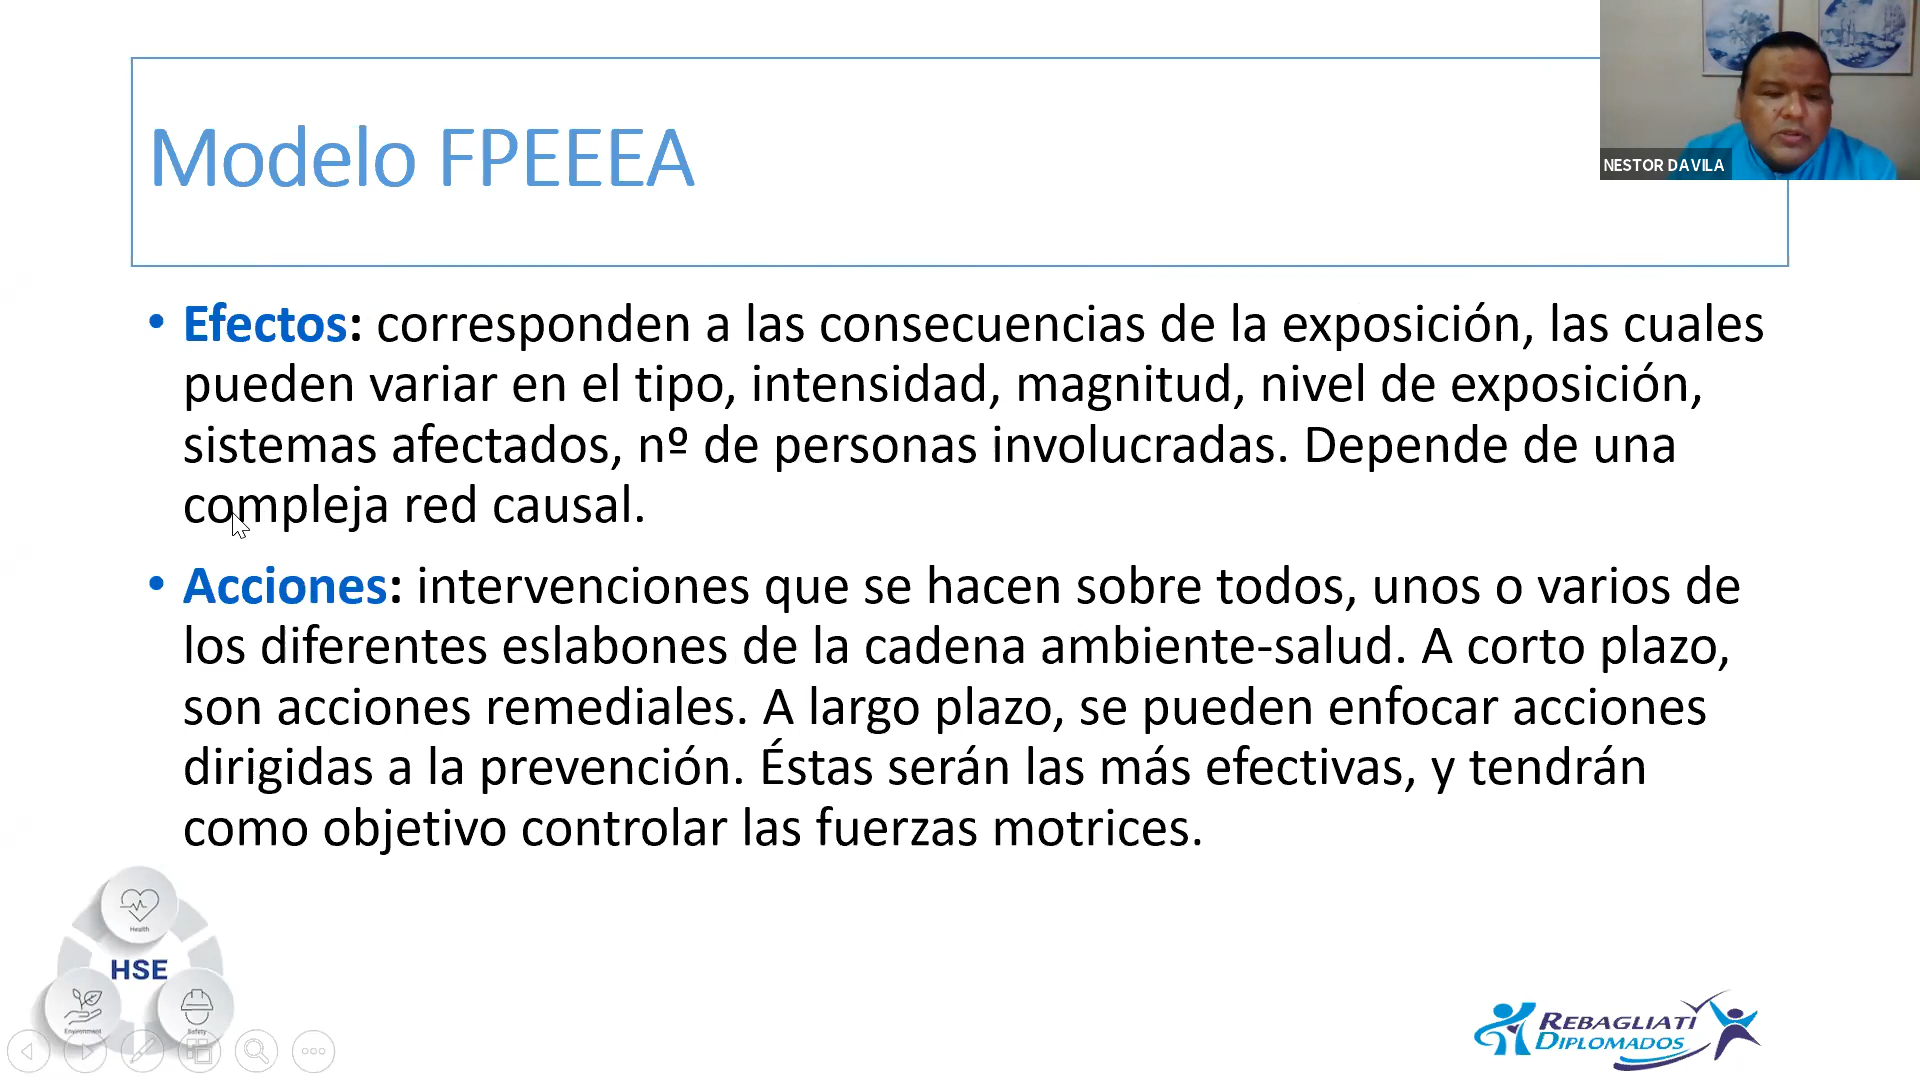 Modelo FPEEEA
NESTOR DAVILA
• Efectos: corresponden a las consecuencias de la exposición, las cuales
pueden variar en el tipo, intensidad, magnitud, nivel de exposición,
sistemas afectados, nº de personas involucradas. Depende de una
compleja red causal.
• Acciones: intervenciones que se hacen sobre todos, unos o varios de
los diferentes eslabones de la cadena ambiente-salud. A corto plazo,
son acciones remediales. A largo plazo, se pueden enfocar acciones
dirigidas a la prevención. Éstas serán las más efectivas, y tendrán
como objetivo controlar las fuerzas motrices.
Health
HSE
Environment
Safety
REBAGLIATI
DIPLOMADOS